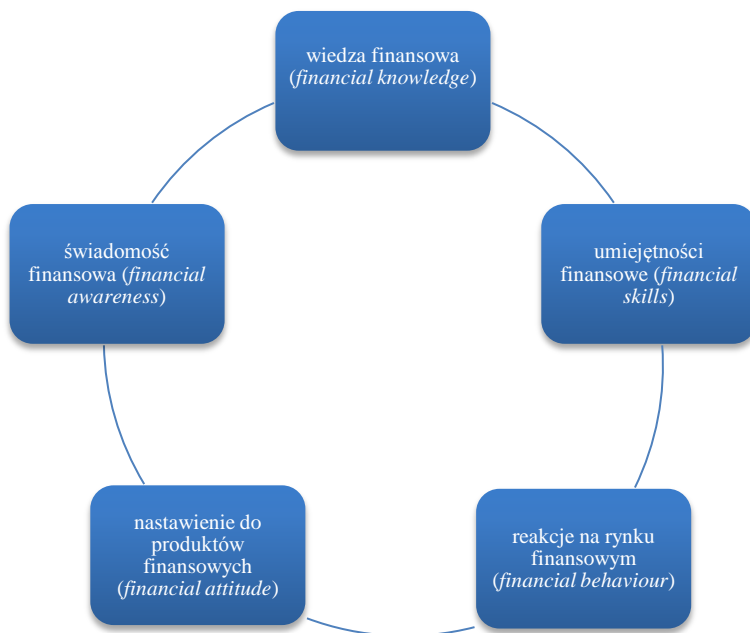 wiedza finansowa
(financial knowledge)
świadomość
finansowa (financial
awareness)
umiejętności
finansowe (financial
skills)
nastawienie do
produktów
finansowych
(financial attitude)
reakcje na rynku
finansowym
(financial behaviour)